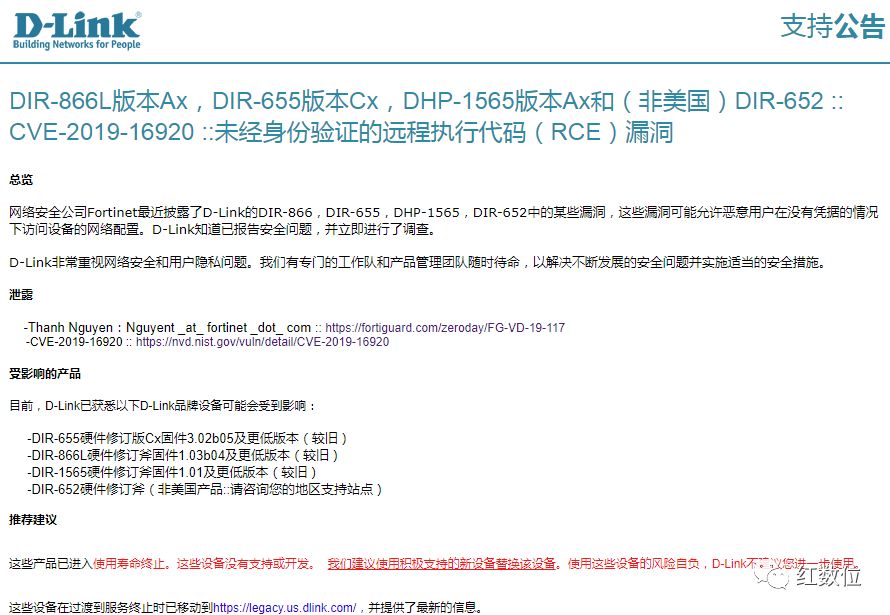 D-Link
Building Networks for People
支持公告
DIR-866L版本Ax，DIR-655版本Cx，DHP-1565版本Ax和（非美国）DIR-652 ::
CVE-2019-16920 ::未经身份验证的远程执行代码（RCE）漏洞
总览
网络安全公司Fortinet最近披露了D-Link的DIR-866，DIR-655，DHP-1565，DIR-652中的某些漏洞，这些漏洞可能允许恶意用户在没有凭据的情况
下访问设备的网络配置。D-Link知道已报告安全问题，并立即进行了调查。
D-Link非常重视网络安全和用户隐私问题。我们有专门的工作队和产品管理团队随时待命，以解决不断发展的安全问题并实施适当的安全措施。
泄露
-Thanh Nguyen：Nguyent _at_ fortinet _dot_ com :: https://fortiguard.com/zeroday/FG-VD-19-117
-CVE-2019-16920 :: https://nvd.nist.gov/vuln/detail/CVE-2019-16920
受影响的产品
目前，D-Link已获悉以下D-Link品牌设备可能会受到影响：
-DIR-655硬件修订版Cx固件3.02b05及更低版本（较旧）
-DIR-866L硬件修订斧固件1.03b04及更低版本（较旧）
-DIR-1565硬件修订斧固件1.01及更低版本（较旧）
-DIR-652硬件修订斧（非美国产品::请咨询您的地区支持站点）
推荐建议
这些产品已进入使用寿命终止。这些设备没有支持或开发。 我们建议使用积极支持的新设备替换该设备。使用这些设备的风险自负，D-Link不建议您进一步使用。
红数位
这些设备在过渡到服务终止时已移动到https://legacy.us.dlink.com/，并提供了最新的信息。